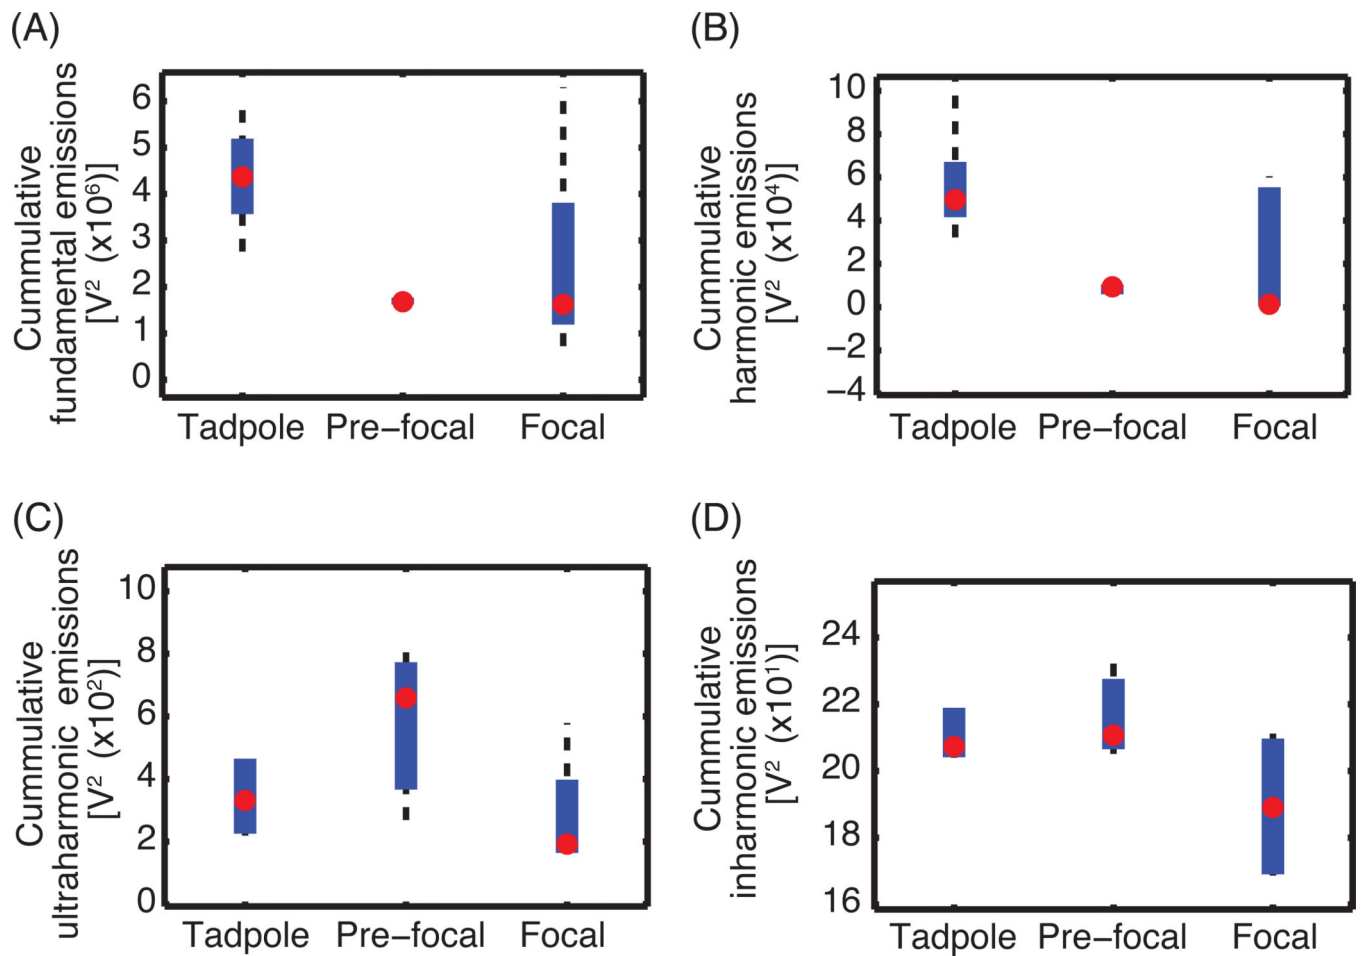 (A)
Cummulative
fundamental emissions
[V² (x10⁶)]
6
5
4
3
2
1
0
Tadpole Pre−focal Focal
(B)
Cummulative
harmonic emissions
[V² (x10⁴)]
10
8
6
4
2
0
−2
−4
Tadpole Pre−focal Focal
(C)
Cummulative
ultraharmonic emissions
[V² (x10²)]
10
8
6
4
2
0
Tadpole Pre−focal Focal
(D)
Cummulative
inharmonic emissions
[V² (x10¹)]
24
22
20
18
16
Tadpole Pre−focal Focal